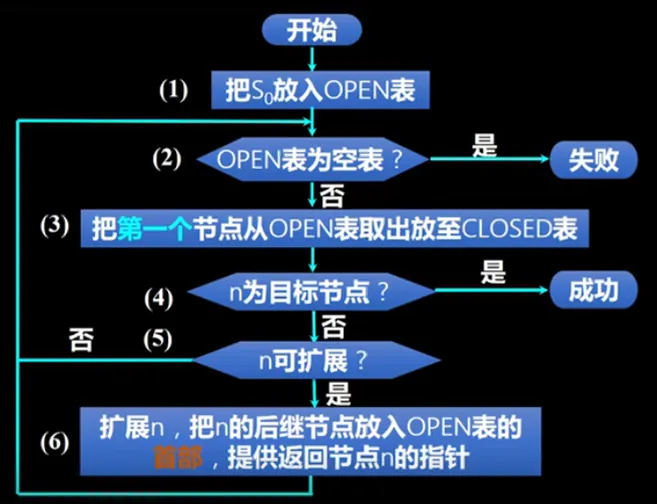 开始
(1) 把S₀放入OPEN表
(2) OPEN表为空表？ 是 失败
否
(3) 把第一个节点从OPEN表取出放至CLOSED表
(4) n为目标节点？ 是 成功
否
(5) n可扩展？ 否
是
(6) 扩展n，把n的后继节点放入OPEN表的
首部，提供返回节点n的指针